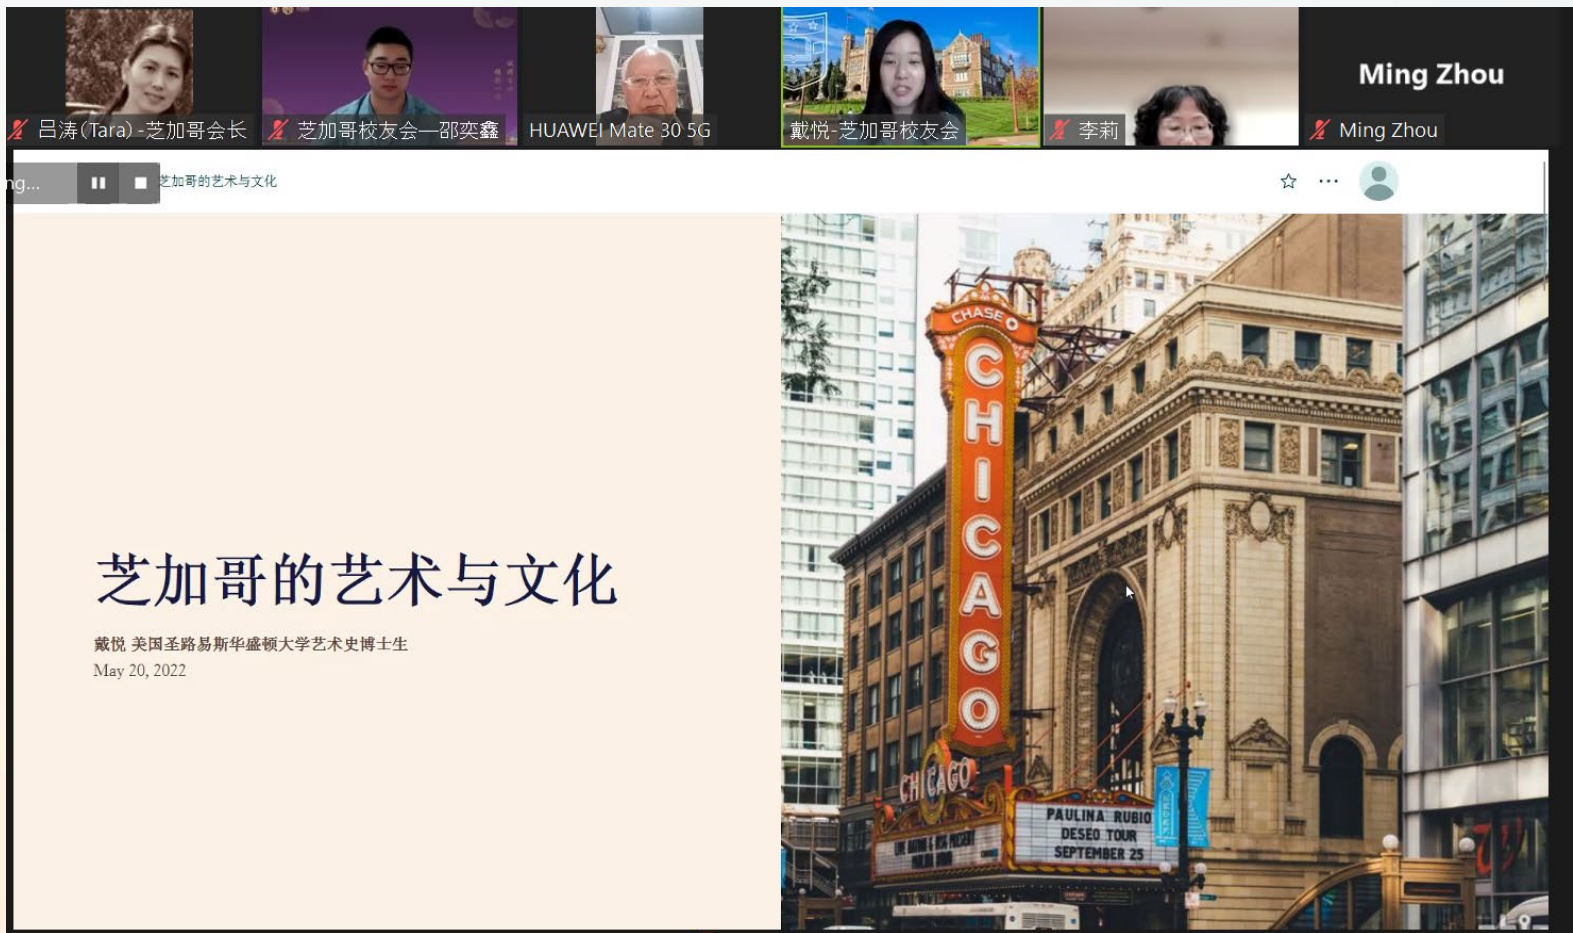 Ming Zhou
吕涛(Tara)-芝加哥会长
芝加哥校友会—邵奕鑫
HUAWEI Mate 30 5G
戴悦-芝加哥校友会
李莉
Ming Zhou
ng...
芝加哥的艺术与文化
芝加哥的艺术与文化
戴悦 美国圣路易斯华盛顿大学艺术史博士生
May 20, 2022
CHASE
CHICAGO
CHICAGO
PAULINA RUBIO
DESEO TOUR
SEPTEMBER 25